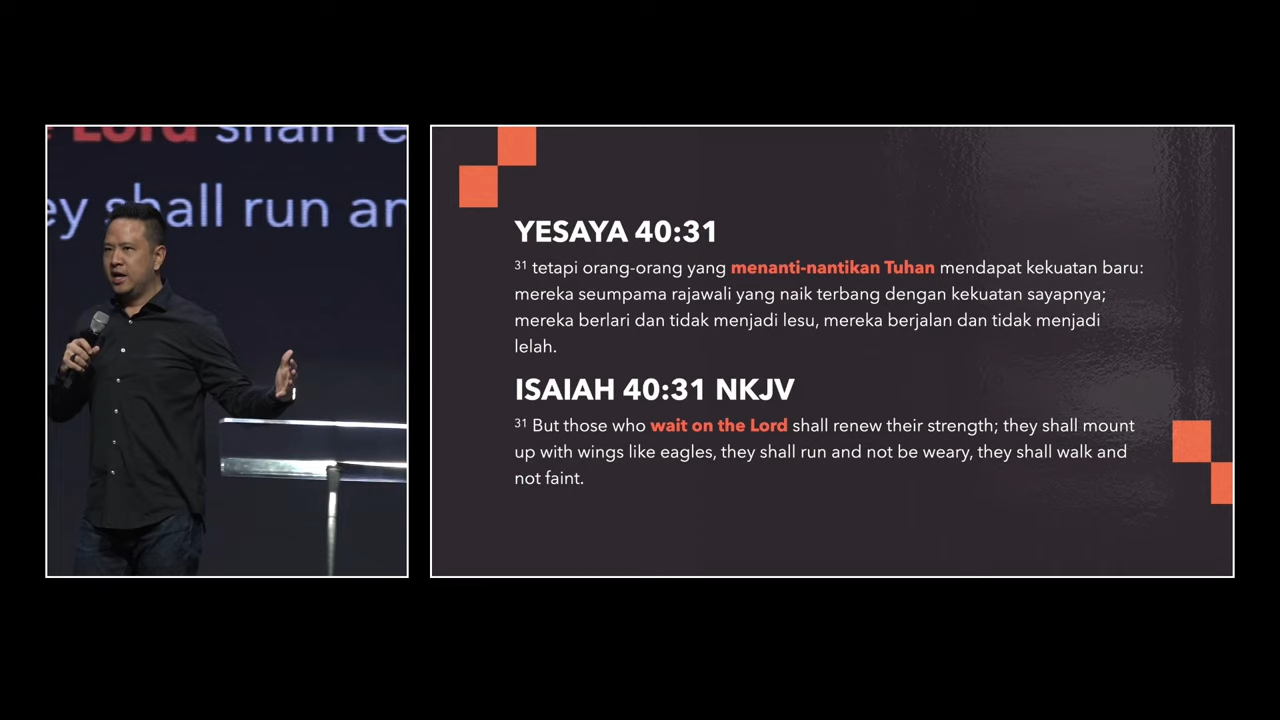 Lord shall re
ey shall run an
YESAYA 40:31
31 tetapi orang-orang yang menanti-nantikan Tuhan mendapat kekuatan baru:
mereka seumpama rajawali yang naik terbang dengan kekuatan sayapnya;
mereka berlari dan tidak menjadi lesu, mereka berjalan dan tidak menjadi
lelah.
ISAIAH 40:31 NKJV
31 But those who wait on the Lord shall renew their strength; they shall mount
up with wings like eagles, they shall run and not be weary, they shall walk and
not faint.